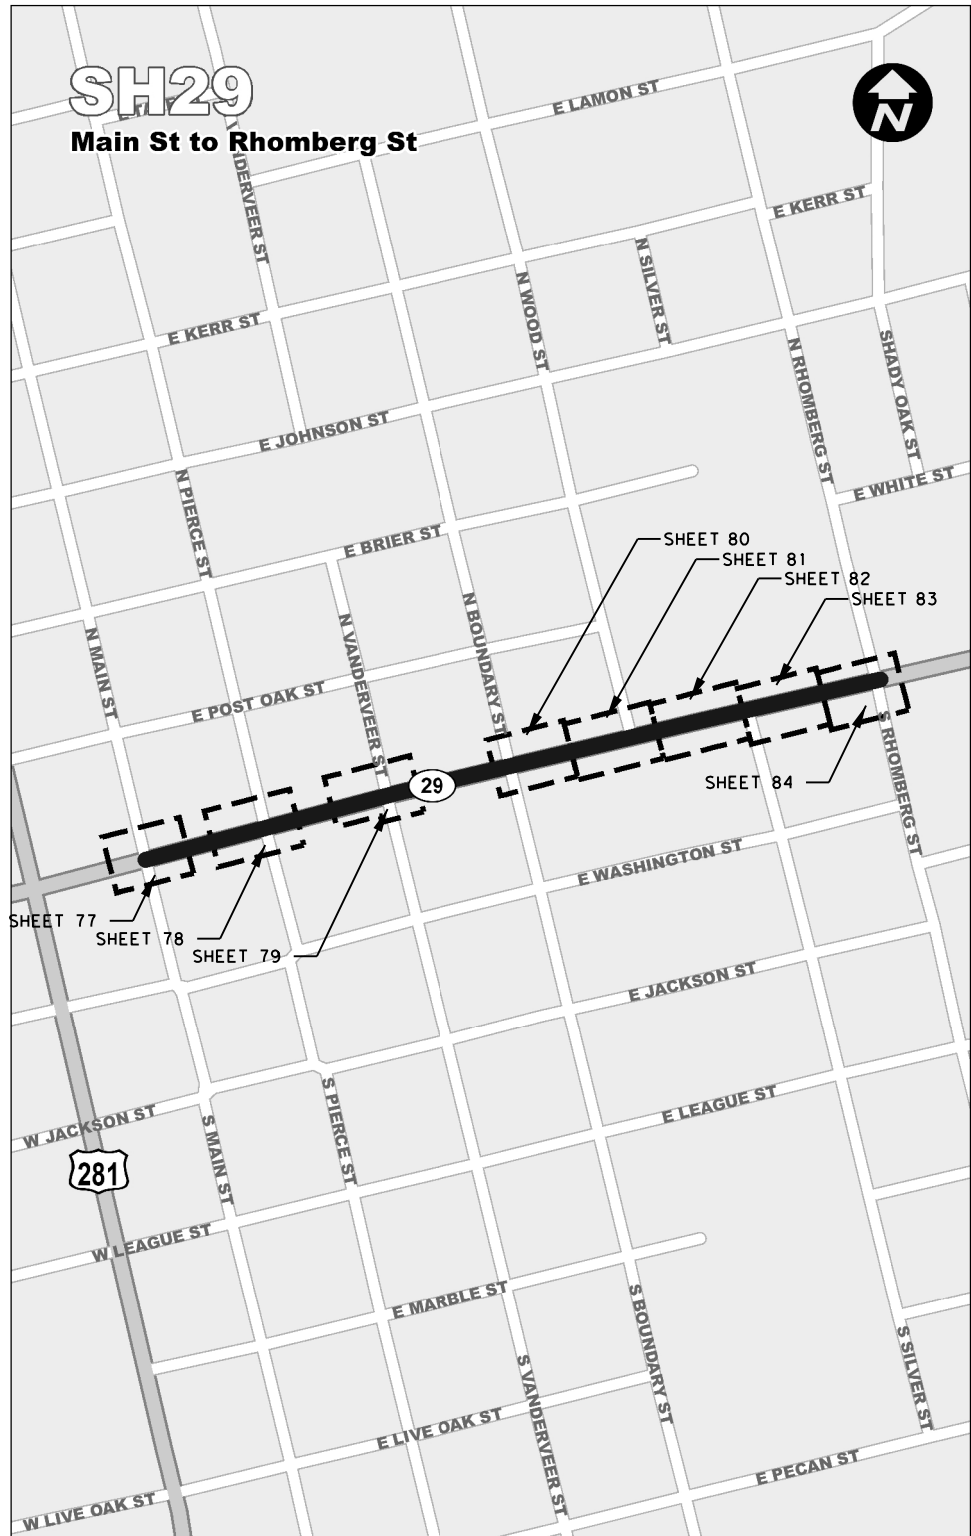 SH29
Main St to Rhomberg St
E LAMON ST
N
E KERR ST
N SILVER ST
N WOOD ST
E KERR ST
SHADY OAK ST
N RHOMBERG ST
E JOHNSON ST
E WHITE ST
N PIERCE ST
E BRIER ST
SHEET 80
SHEET 81
SHEET 82
SHEET 83
N BOUNDARY ST
N VANDERVEER ST
N MAIN ST
E POST OAK ST
S RHOMBERG ST
29
SHEET 84
E WASHINGTON ST
SHEET 77
SHEET 78
SHEET 79
E JACKSON ST
S PIERCE ST
E LEAGUE ST
W JACKSON ST
S MAIN ST
281
W LEAGUE ST
E MARBLE ST
S BOUNDARY ST
S SILVER ST
S VANDERVEER ST
E LIVE OAK ST
E PECAN ST
W LIVE OAK ST